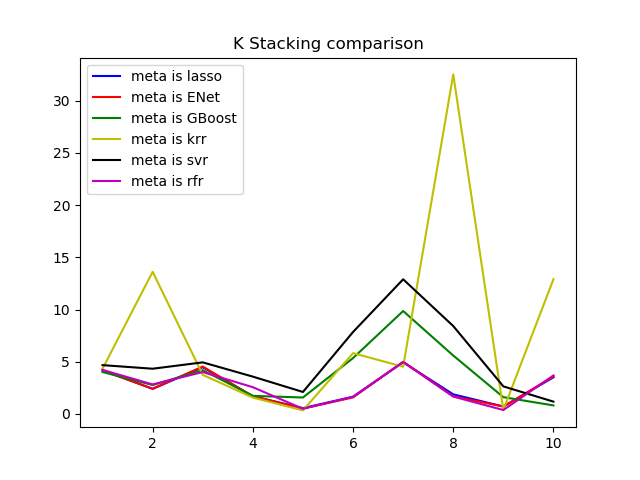 K Stacking comparison
meta is lasso
meta is ENet
meta is GBoost
meta is krr
meta is svr
meta is rfr
30
25
20
15
10
5
0
2 4 6 8 10